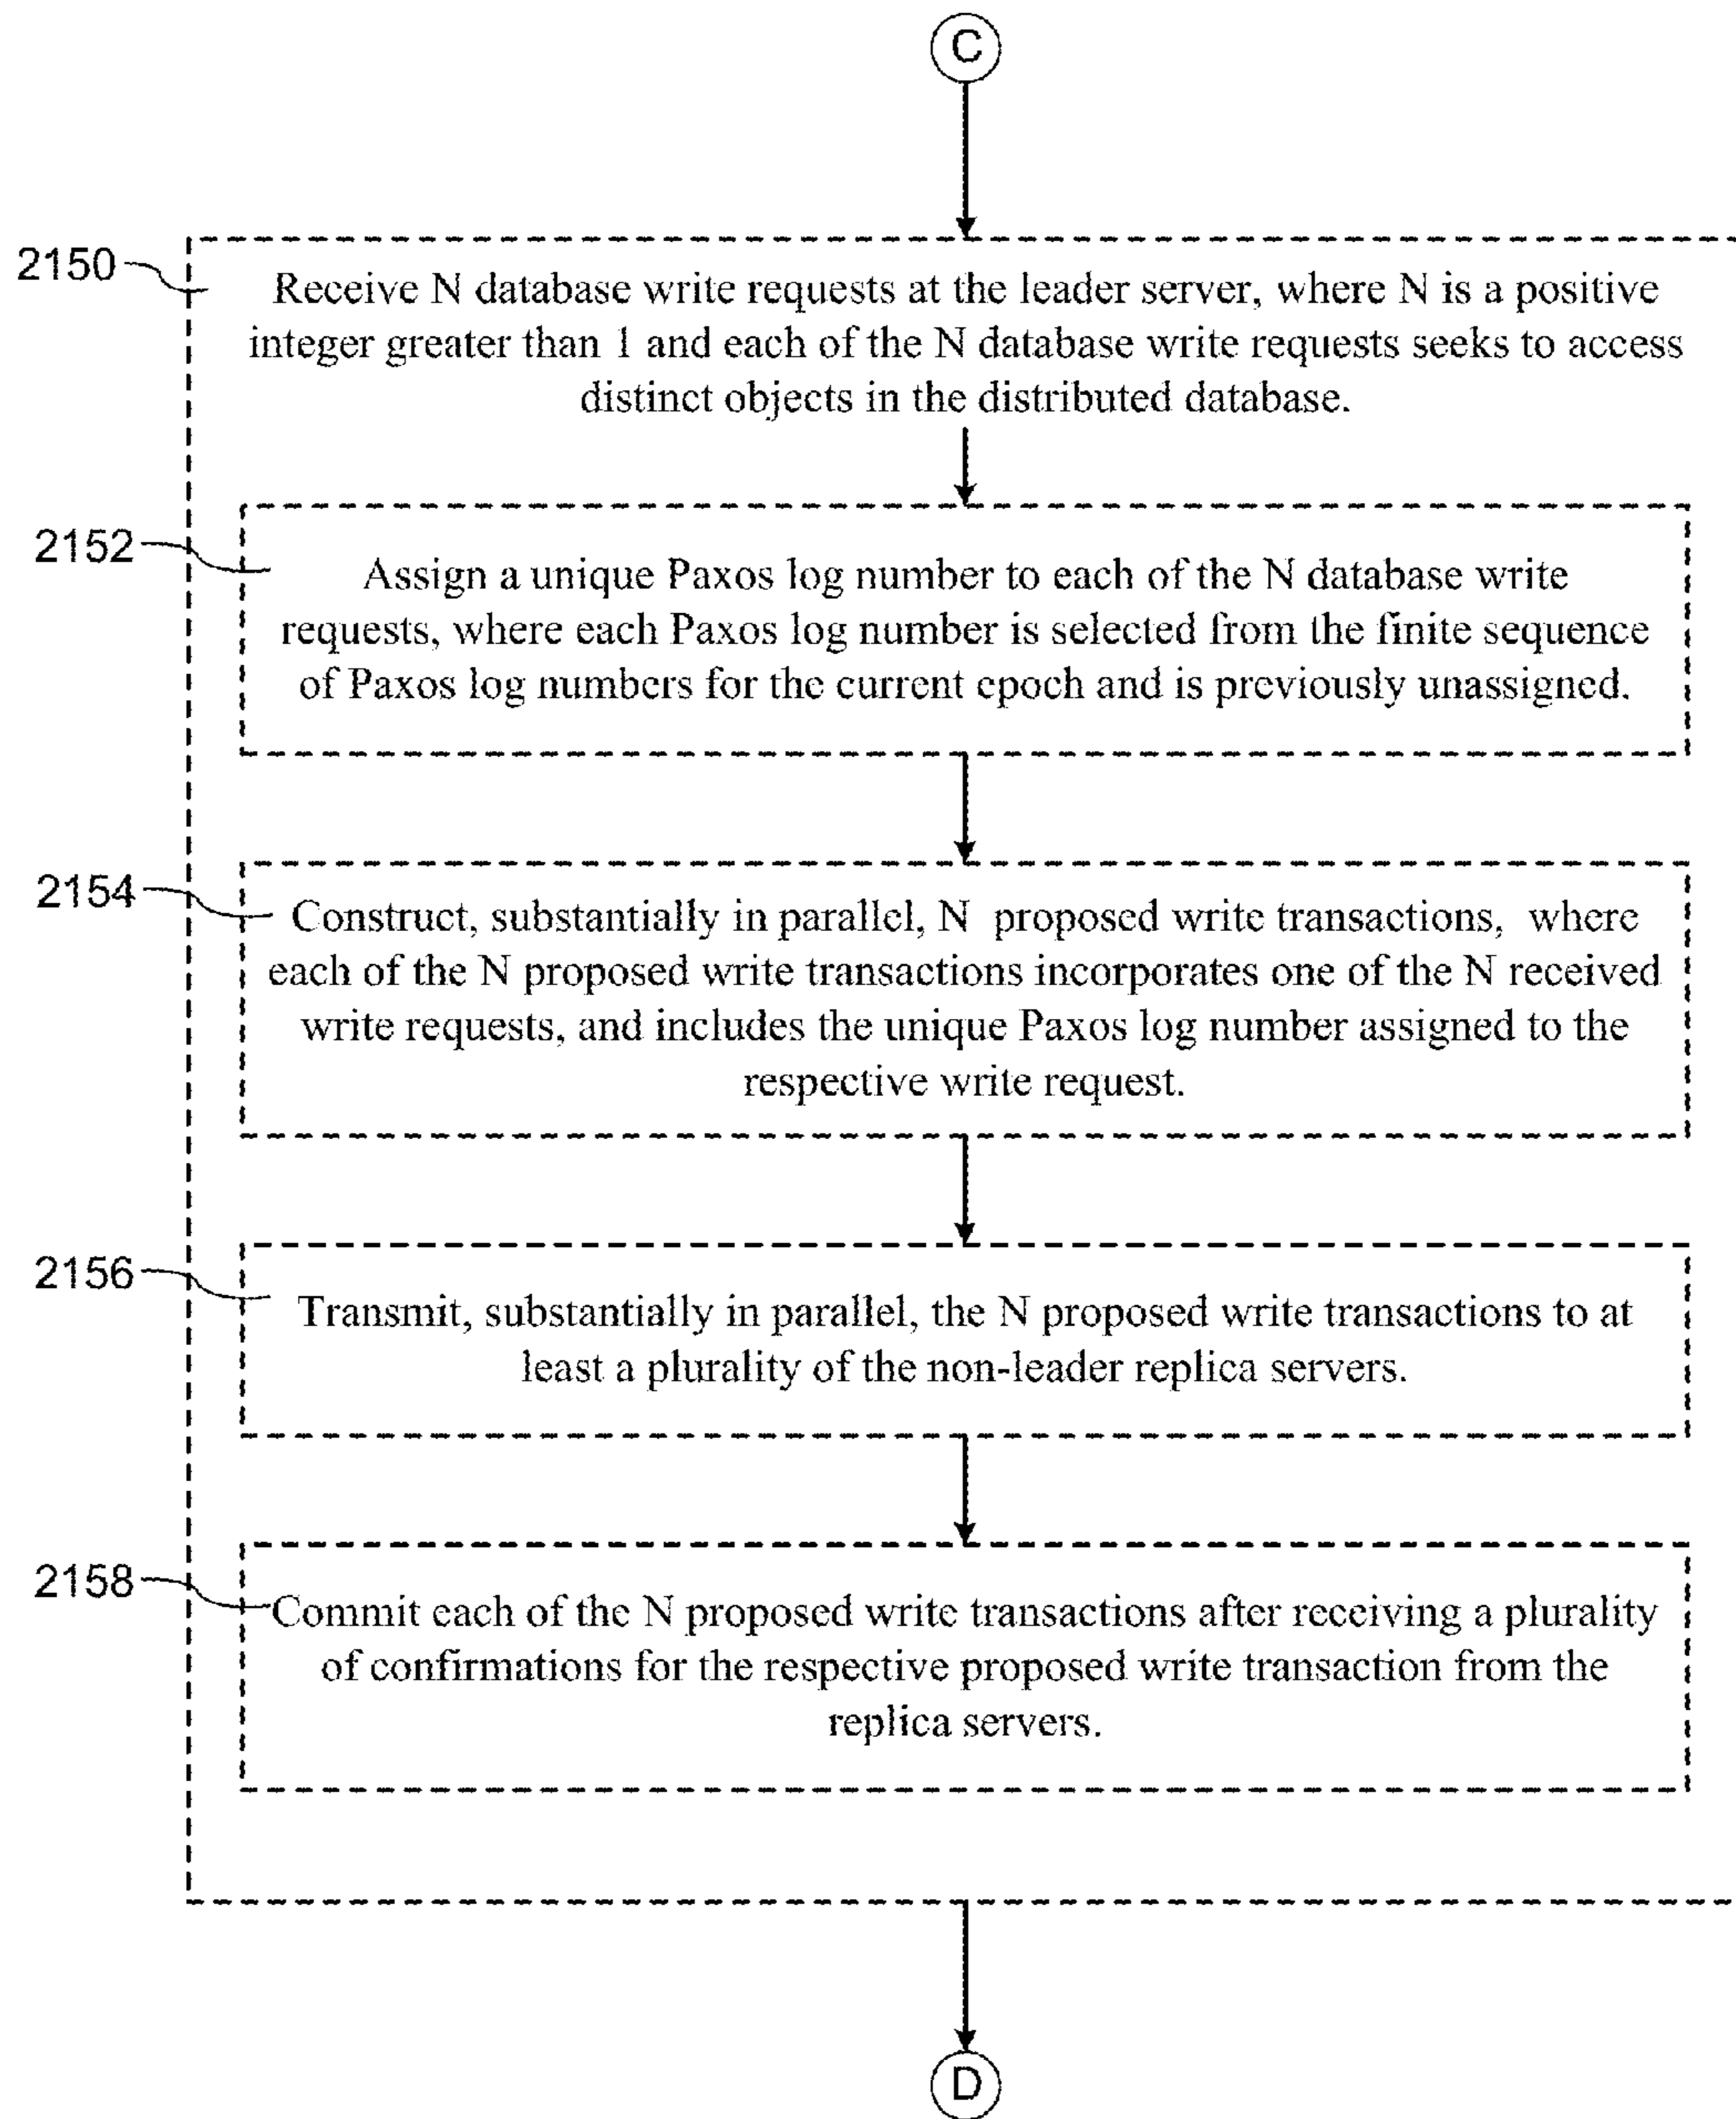 C
2150
Receive N database write requests at the leader server, where N is a positive
integer greater than 1 and each of the N database write requests seeks to access
distinct objects in the distributed database.
2152
Assign a unique Paxos log number to each of the N database write
requests, where each Paxos log number is selected from the finite sequence
of Paxos log numbers for the current epoch and is previously unassigned.
2154
Construct, substantially in parallel, N proposed write transactions, where
each of the N proposed write transactions incorporates one of the N received
write requests, and includes the unique Paxos log number assigned to the
respective write request.
2156
Transmit, substantially in parallel, the N proposed write transactions to at
least a plurality of the non-leader replica servers.
2158
Commit each of the N proposed write transactions after receiving a plurality
of confirmations for the respective proposed write transaction from the
replica servers.
D